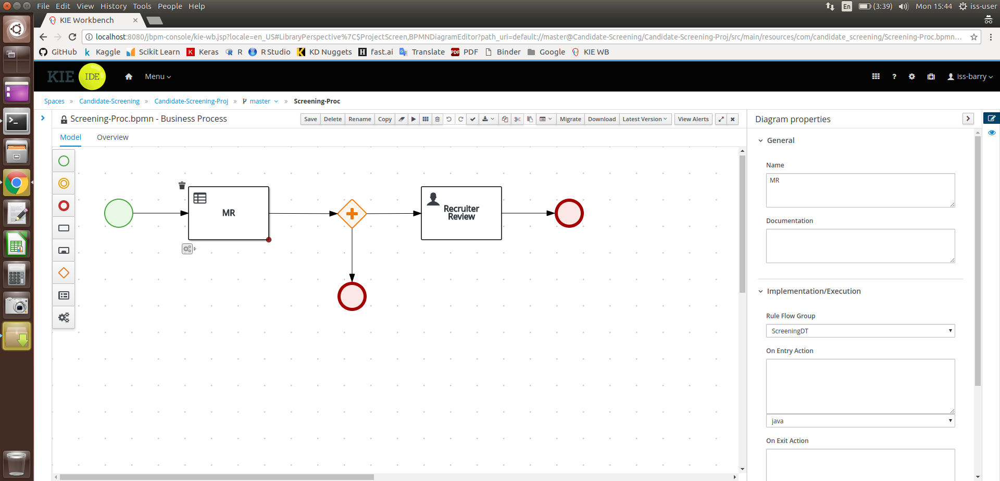 File Edit View History Tools People Help
En (3:39) Mon 15:44 iss-user
KIE Workbench
localhost:8080/jbpm-console/kie-wb.jsp?locale=en_US#LibraryPerspective%7C$ProjectScreen,BPMNDiagramEditor?path_uri=default://master@Candidate-Screening/Candidate-Screening-Proj/src/main/resources/com/candidate_screening/Screening-Proc.bpmn...
GitHub Kaggle Scikit Learn Keras R RStudio KD Nuggets fast.ai Translate PDF Binder Google KIE WB
KIE IDE Menu iss-barry
Spaces » Candidate-Screening » Candidate-Screening-Proj » master » Screening-Proc
Screening-Proc.bpmn - Business Process
Save Delete Rename Copy Migrate Download Latest Version View Alerts
Model Overview
MR
Recruiter
Review
Diagram properties
General
Name
MR
Documentation
Implementation/Execution
Rule Flow Group
ScreeningDT
On Entry Action
java
On Exit Action